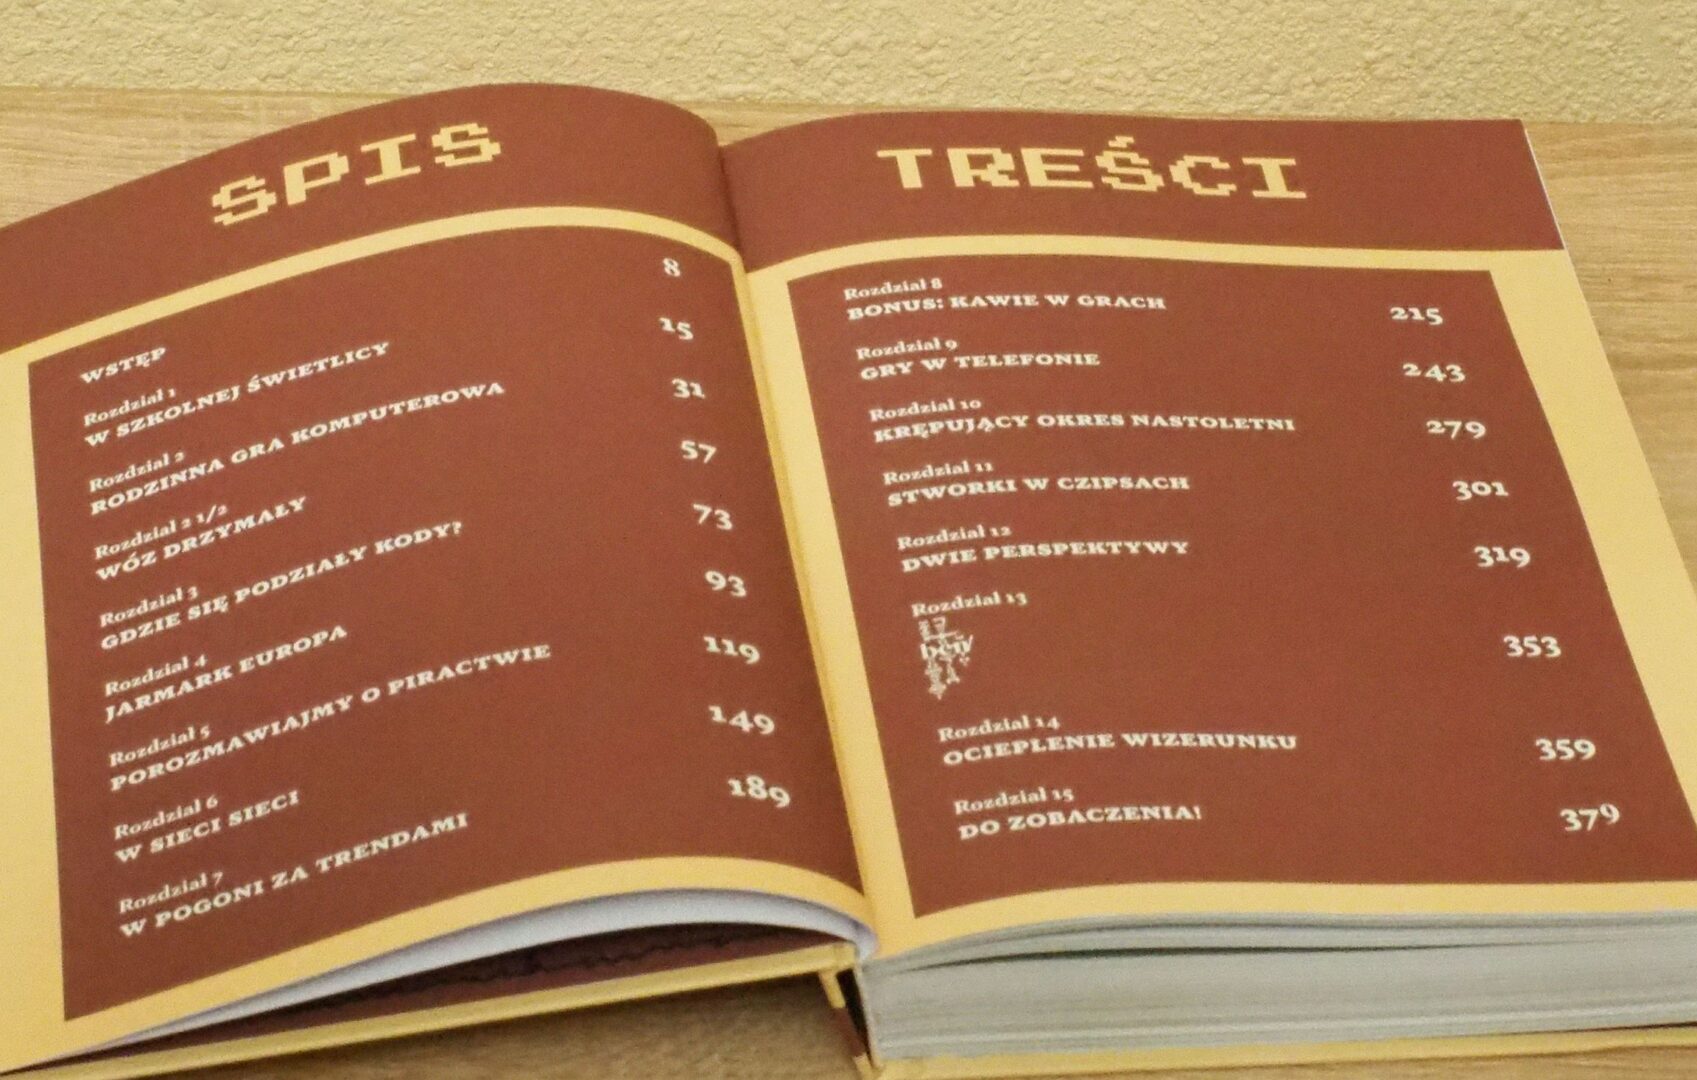 SPIS TREŚCI
WSTĘP 8
Rozdział 1
W SZKOLNEJ ŚWIETLICY 15
Rozdział 2
RODZINNA GRA KOMPUTEROWA 31
Rozdział 2 1/2
WÓZ DRZYMAŁY 57
Rozdział 3
GDZIE SIĘ PODZIAŁY KODY? 73
Rozdział 4
JARMARK EUROPA 93
Rozdział 5
POROZMAWIAJMY O PIRACTWIE 119
Rozdział 6
W SIECI SIECI 149
Rozdział 7
W POGONI ZA TRENDAMI 189
Rozdział 8
BONUS: KAWIE W GRACH 215
Rozdział 9
GRY W TELEFONIE 243
Rozdział 10
KRĘPUJĄCY OKRES NASTOLETNI 279
Rozdział 11
STWORKI W CZIPSACH 301
Rozdział 12
DWIE PERSPEKTYWY 319
Rozdział 13
353
Rozdział 14
OCIEPLENIE WIZERUNKU 359
Rozdział 15
DO ZOBACZENIA! 379